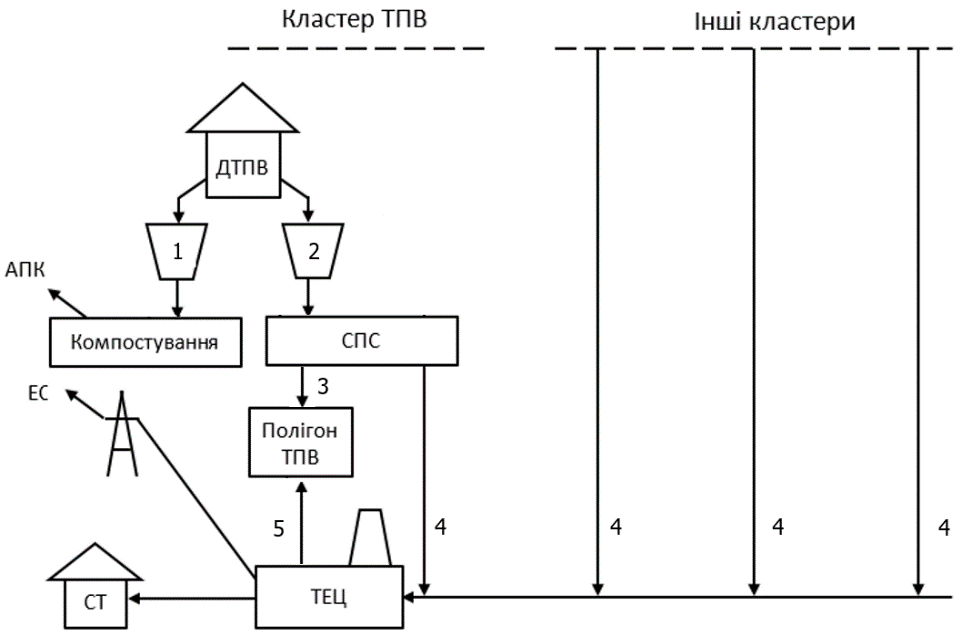 Кластер ТПВ
Інші кластери
ДТПВ
1
2
АПК
Компостування
СПС
ЕС
3
Полігон
ТПВ
5
4
4
4
4
СТ
ТЕЦ